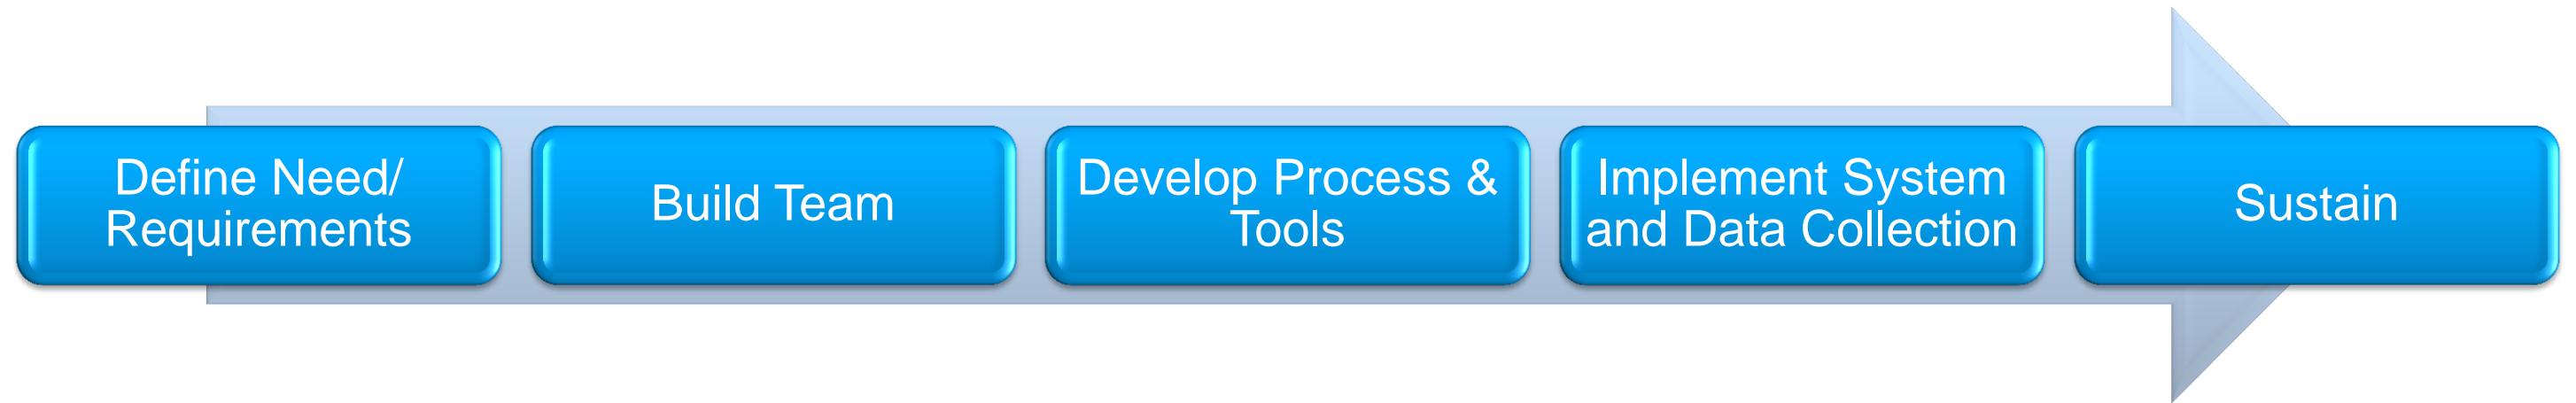 Define Need/
Requirements
Build Team
Develop Process &
Tools
Implement System
and Data Collection
Sustain